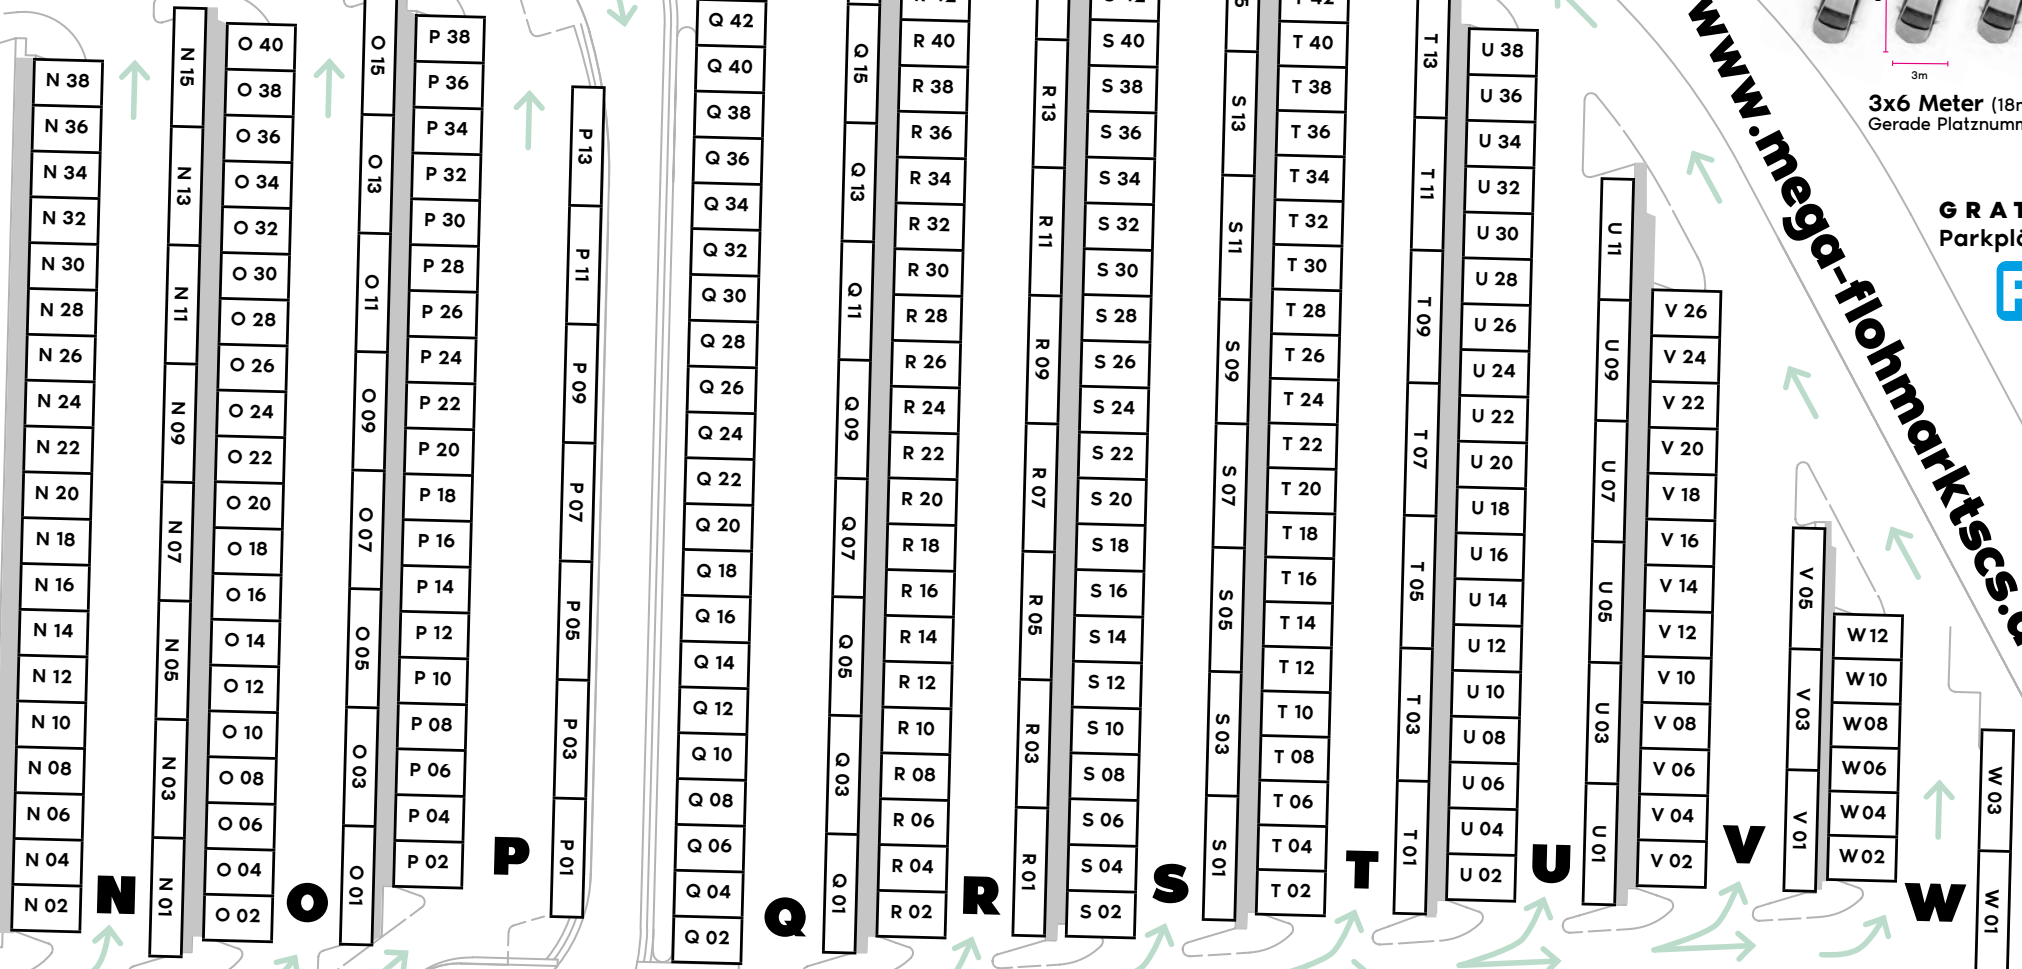 N 38
N 36
N 34
N 32
N 30
N 28
N 26
N 24
N 22
N 20
N 18
N 16
N 14
N 12
N 10
N 08
N 06
N 04
N 02
N
N 15
N 13
N 11
N 09
N 07
N 05
N 03
N 01
O 40
O 38
O 36
O 34
O 32
O 30
O 28
O 26
O 24
O 22
O 20
O 18
O 16
O 14
O 12
O 10
O 08
O 06
O 04
O 02
O
O 15
O 13
O 11
O 09
O 07
O 05
O 03
O 01
P 38
P 36
P 34
P 32
P 30
P 28
P 26
P 24
P 22
P 20
P 18
P 16
P 14
P 12
P 10
P 08
P 06
P 04
P 02
P
P 13
P 11
P 09
P 07
P 05
P 03
P 01
Q 42
Q 40
Q 38
Q 36
Q 34
Q 32
Q 30
Q 28
Q 26
Q 24
Q 22
Q 20
Q 18
Q 16
Q 14
Q 12
Q 10
Q 08
Q 06
Q 04
Q 02
Q
Q 15
Q 13
Q 11
Q 09
Q 07
Q 05
Q 03
Q 01
R 40
R 38
R 36
R 34
R 32
R 30
R 28
R 26
R 24
R 22
R 20
R 18
R 16
R 14
R 12
R 10
R 08
R 06
R 04
R 02
R
R 13
R 11
R 09
R 07
R 05
R 03
R 01
S 40
S 38
S 36
S 34
S 32
S 30
S 28
S 26
S 24
S 22
S 20
S 18
S 16
S 14
S 12
S 10
S 08
S 06
S 04
S 02
S
S 13
S 11
S 09
S 07
S 05
S 03
S 01
T 42
T 40
T 38
T 36
T 34
T 32
T 30
T 28
T 26
T 24
T 22
T 20
T 18
T 16
T 14
T 12
T 10
T 08
T 06
T 04
T 02
T
T 13
T 11
T 09
T 07
T 05
T 03
T 01
U 38
U 36
U 34
U 32
U 30
U 28
U 26
U 24
U 22
U 20
U 18
U 16
U 14
U 12
U 10
U 08
U 06
U 04
U 02
U
U 11
U 09
U 07
U 05
U 03
U 01
V 26
V 24
V 22
V 20
V 18
V 16
V 14
V 12
V 10
V 08
V 06
V 04
V 02
V
V 05
V 03
V 01
W 12
W 10
W 08
W 06
W 04
W 02
W
W 03
W 01
www.mega-flohmarktscs.
3m
3x6 Meter (18
Gerade Platznum
GRAT
Parkpl
P